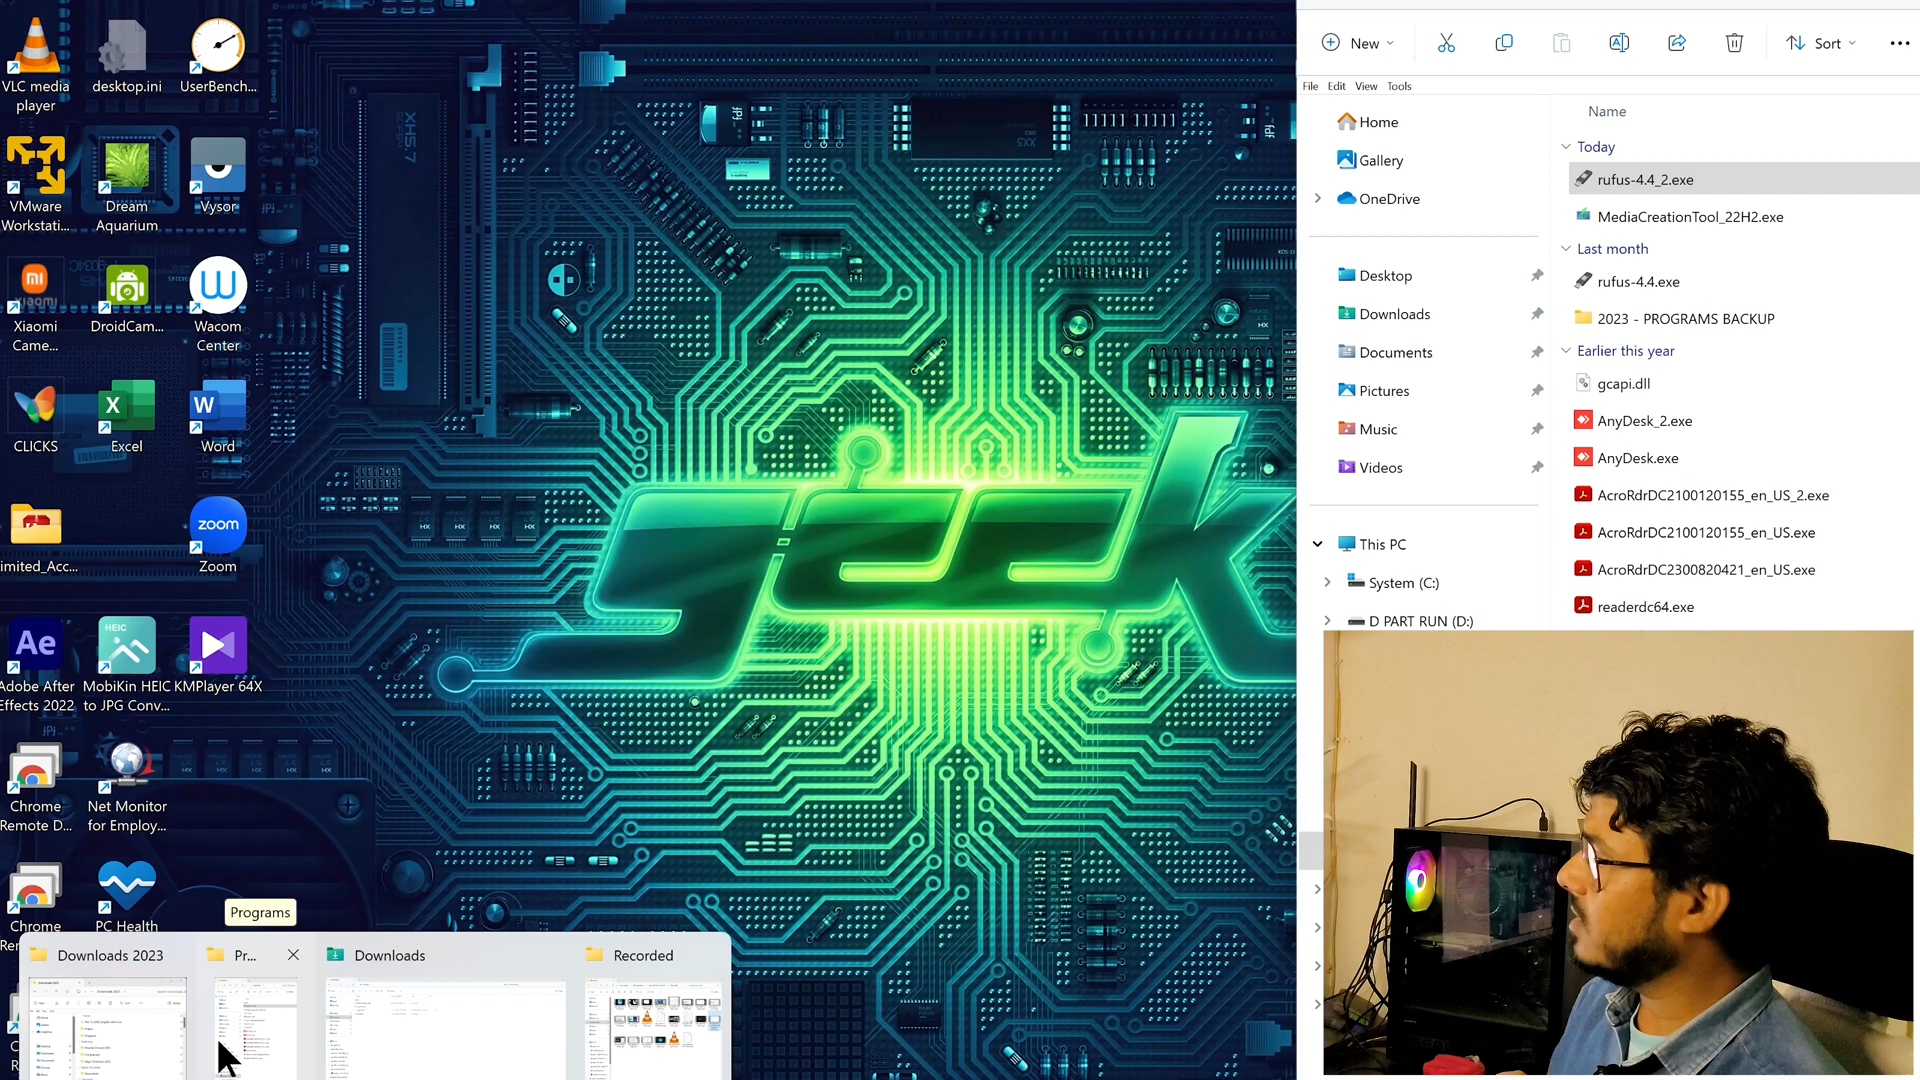 VLC media
player
desktop.ini
UserBench...
VMware
Workstati...
Dream
Aquarium
Vysor
Xiaomi
Came...
DroidCam...
Wacom
Center
CLICKS
Excel
Word
imited_Acc...
zoom
Zoom
Ae
Adobe After
Effects 2022
HEIC
MobiKin HEIC
to JPG Conv...
KMPlayer 64X
Chrome
Remote D...
Net Monitor
for Employ...
Chrome
PC Health
Programs
Downloads 2023
Pr...
Downloads
Recorded
geek
New
Sort
File Edit View Tools
Home
Gallery
OneDrive
Desktop
Downloads
Documents
Pictures
Music
Videos
This PC
System (C:)
D PART RUN (D:)
Name
Today
rufus-4.4_2.exe
MediaCreationTool_22H2.exe
Last month
rufus-4.4.exe
2023 - PROGRAMS BACKUP
Earlier this year
gcapi.dll
AnyDesk_2.exe
AnyDesk.exe
AcroRdrDC2100120155_en_US_2.exe
AcroRdrDC2100120155_en_US.exe
AcroRdrDC2300820421_en_US.exe
readerdc64.exe